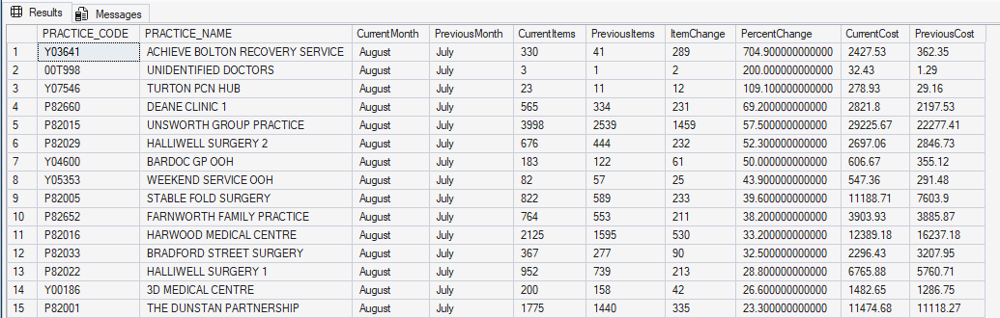 Results Messages
PRACTICE_CODE PRACTICE_NAME CurrentMonth PreviousMonth CurrentItems PreviousItems ItemChange PercentChange CurrentCost PreviousCost
1 Y03641 ACHIEVE BOLTON RECOVERY SERVICE August July 330 41 289 704.900000000000 2427.53 362.35
2 00T998 UNIDENTIFIED DOCTORS August July 3 1 2 200.000000000000 32.43 1.29
3 Y07546 TURTON PCN HUB August July 23 11 12 109.100000000000 278.93 29.16
4 P82660 DEANE CLINIC 1 August July 565 334 231 69.200000000000 2821.8 2197.53
5 P82015 UNSWORTH GROUP PRACTICE August July 3998 2539 1459 57.500000000000 29225.67 22277.41
6 P82029 HALLIWELL SURGERY 2 August July 676 444 232 52.300000000000 2697.06 2846.73
7 Y04600 BARDOC GP OOH August July 183 122 61 50.000000000000 606.67 355.12
8 Y05353 WEEKEND SERVICE OOH August July 82 57 25 43.900000000000 547.36 291.48
9 P82005 STABLE FOLD SURGERY August July 822 589 233 39.600000000000 11188.71 7603.9
10 P82652 FARNWORTH FAMILY PRACTICE August July 764 553 211 38.200000000000 3903.93 3885.87
11 P82016 HARWOOD MEDICAL CENTRE August July 2125 1595 530 33.200000000000 12389.18 16237.18
12 P82033 BRADFORD STREET SURGERY August July 367 277 90 32.500000000000 2296.43 3207.95
13 P82022 HALLIWELL SURGERY 1 August July 952 739 213 28.800000000000 6765.88 5760.71
14 Y00186 3D MEDICAL CENTRE August July 200 158 42 26.600000000000 1482.65 1286.75
15 P82001 THE DUNSTAN PARTNERSHIP August July 1775 1440 335 23.300000000000 11474.68 11118.27